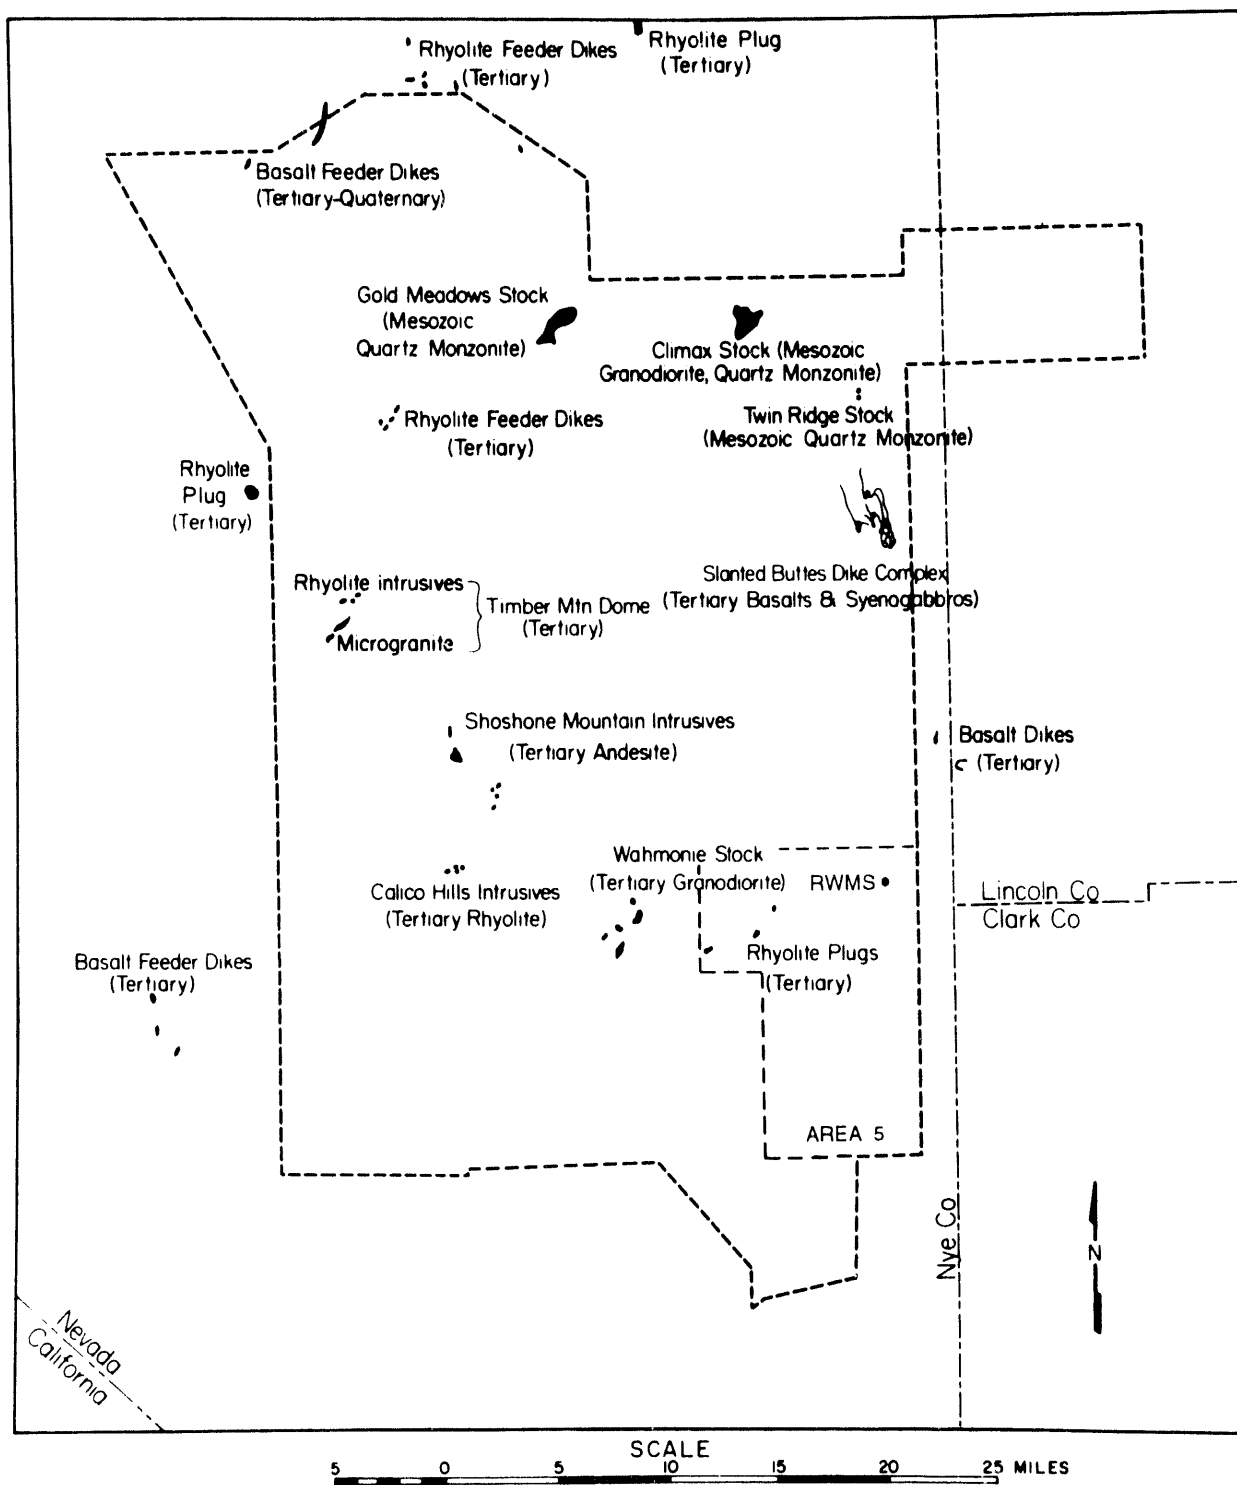 Rhyolite Feeder Dikes
(Tertiary)
Rhyolite Plug
(Tertiary)
Basalt Feeder Dikes
(Tertiary-Quaternary)
Gold Meadows Stock
(Mesozoic
Quartz Monzonite)
Climax Stock (Mesozoic
Granodiorite, Quartz Monzonite)
Rhyolite Feeder Dikes
(Tertiary)
Twin Ridge Stock
(Mesozoic Quartz Monzonite)
Rhyolite
Plug
(Tertiary)
Slanted Buttes Dike Complex
(Tertiary Basalts & Syenogabbros)
Rhyolite intrusives
Microgranite
Timber Mtn Dome
(Tertiary)
Shoshone Mountain Intrusives
(Tertiary Andesite)
Basalt Dikes
(Tertiary)
Wahmonie Stock
(Tertiary Granodiorite)
RWMS
Calico Hills Intrusives
(Tertiary Rhyolite)
Lincoln Co
Clark Co
Rhyolite Plugs
(Tertiary)
Basalt Feeder Dikes
(Tertiary)
AREA 5
Nye Co
N
Nevada
California
SCALE
5 0 5 10 15 20 25 MILES